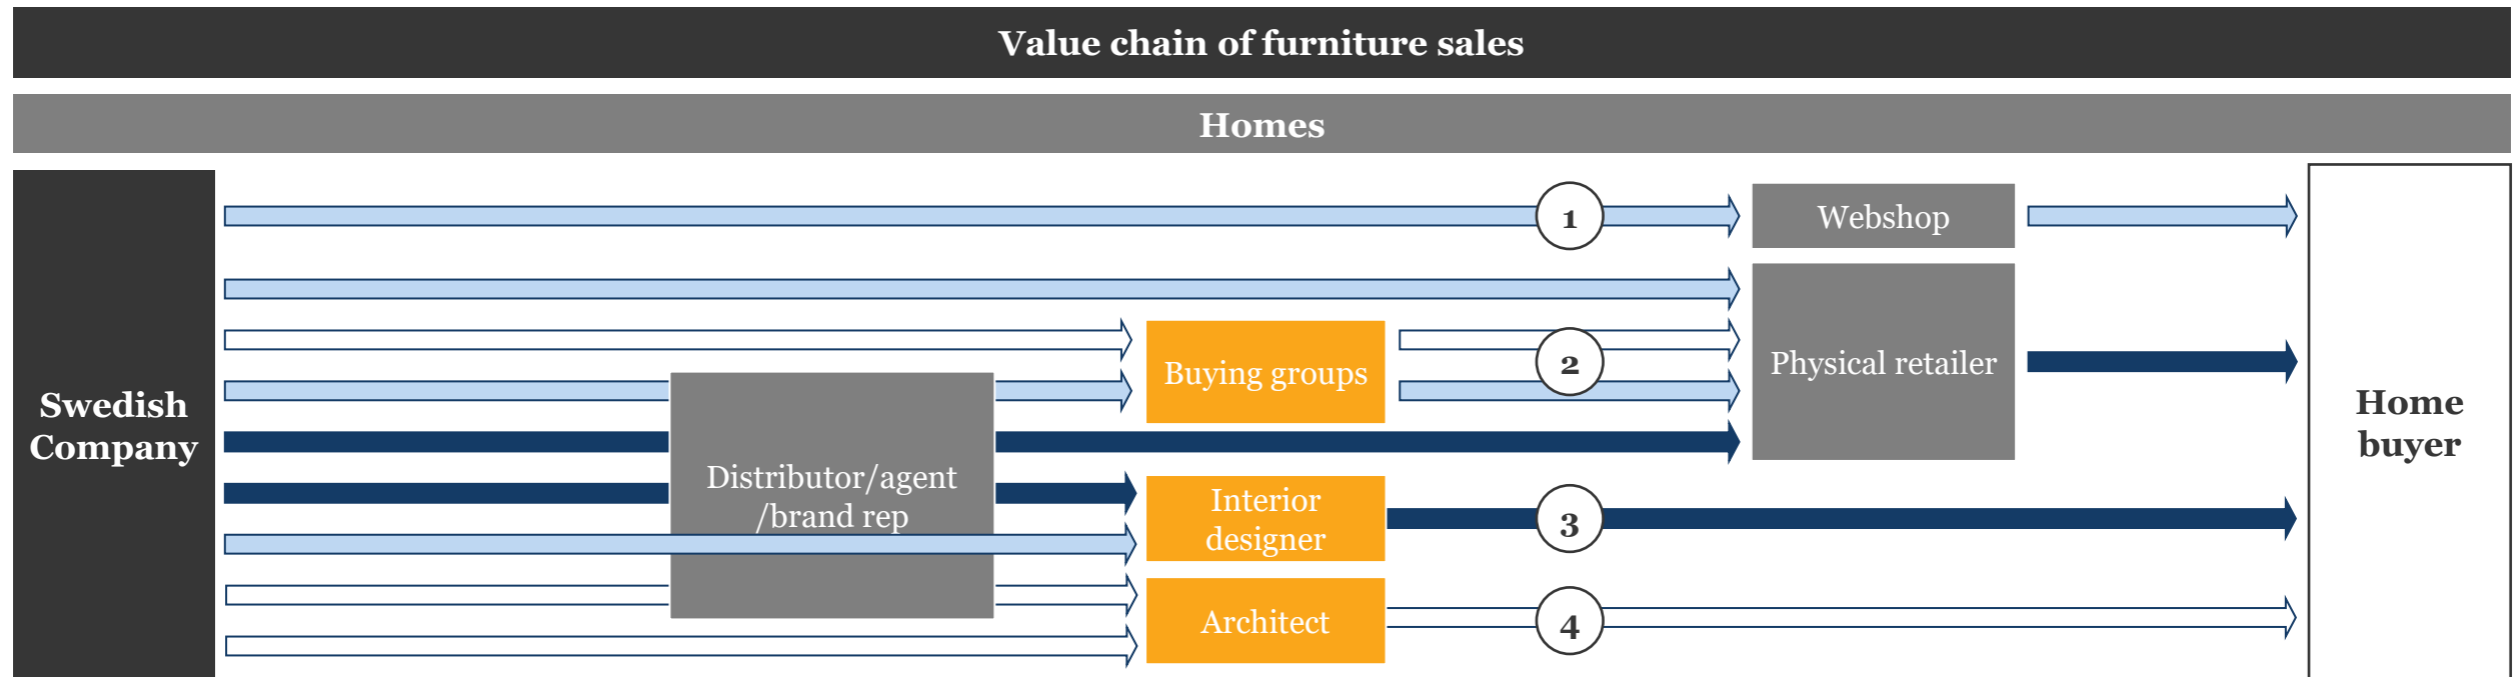 Value chain of furniture sales
Homes
Swedish
Company
1
Webshop
2
Buying groups
Physical retailer
Distributor/agent
/brand rep
Interior
designer
3
Architect
4
Home
buyer